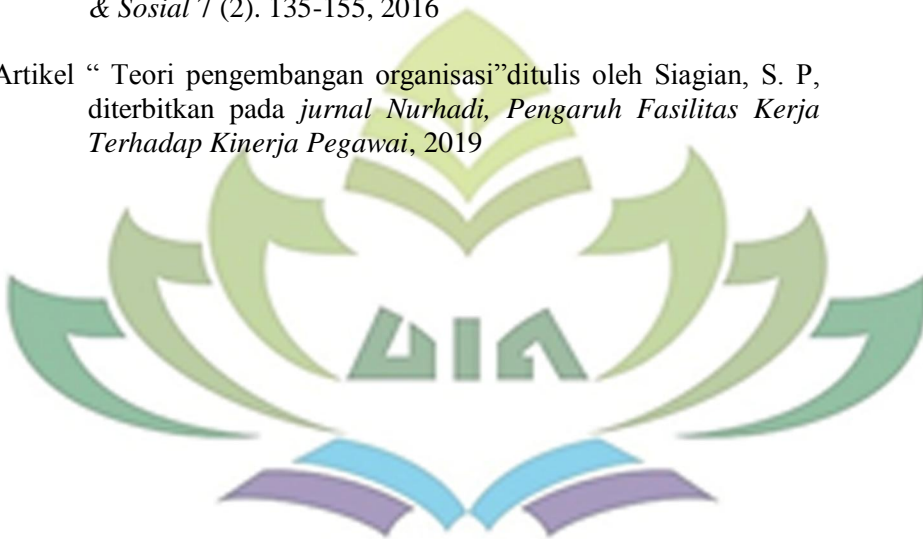 & Sosial 7 (2). 135-155, 2016
Artikel “ Teori pengembangan organisasi”ditulis oleh Siagian, S. P,
diterbitkan pada jurnal Nurhadi, Pengaruh Fasilitas Kerja
Terhadap Kinerja Pegawai, 2019
UIN